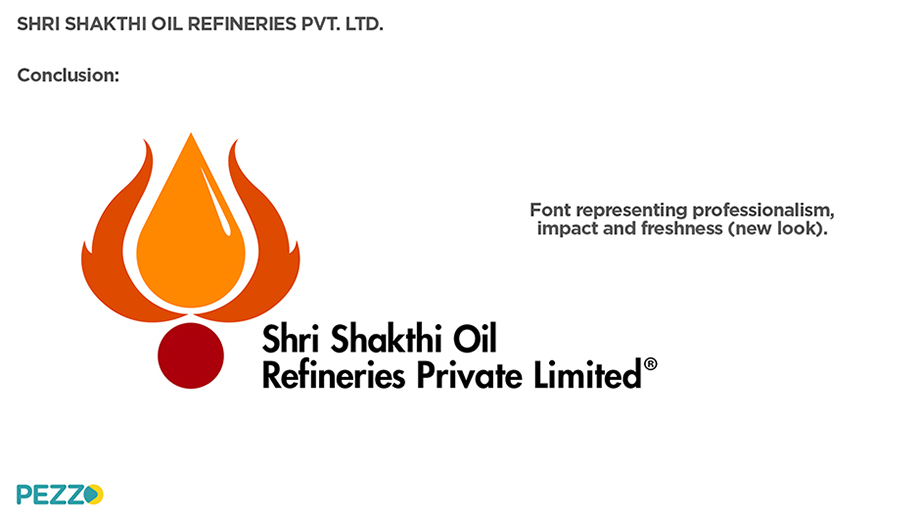 SHRI SHAKTHI OIL REFINERIES PVT. LTD.
Conclusion:
Font representing professionalism,
impact and freshness (new look).
Shri Shakthi Oil
Refineries Private Limited®
PEZZO